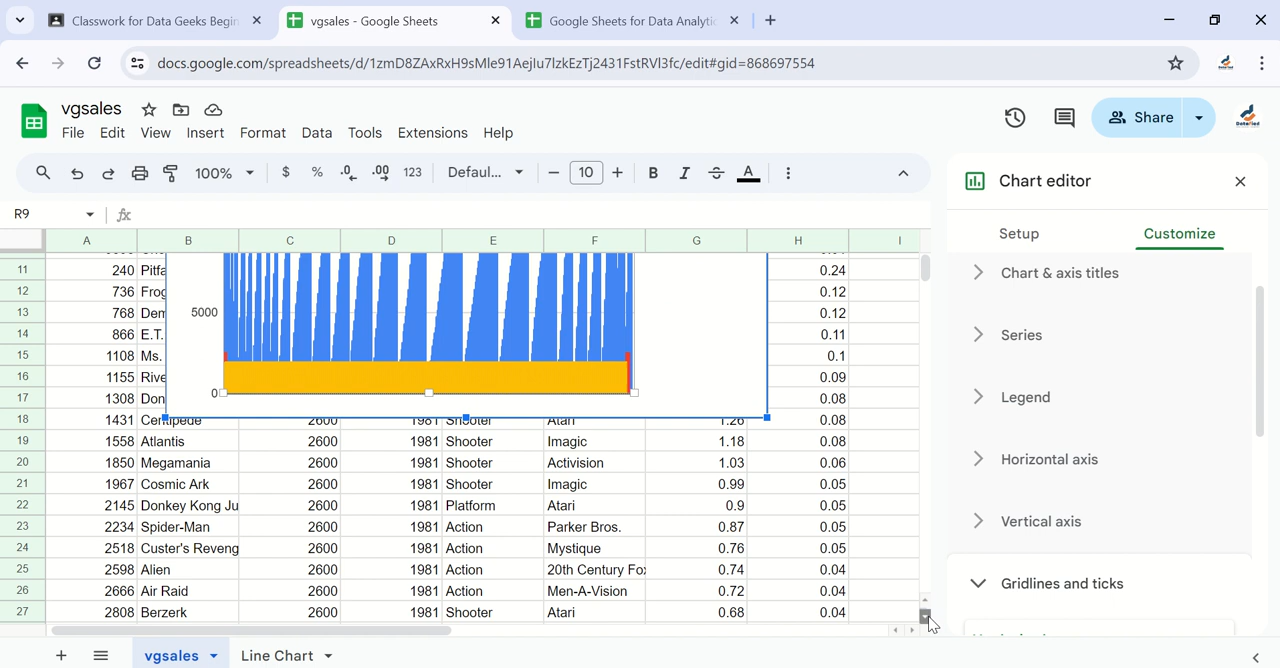 Classwork for Data Geeks Begin
vgsales - Google Sheets
Google Sheets for Data Analytic
docs.google.com/spreadsheets/d/1zmD8ZAxRxH9sMle91Aejlu7lzkEzTj2431FstRVl3fc/edit#gid=868697554
vgsales
File Edit View Insert Format Data Tools Extensions Help
Share
100% $ % .0 .00 123 Defaul... 10 B I S A
Chart editor
R9 fx
Setup Customize
A B C D E F G H I
11 240 Pitfa 0.24
12 736 Frog 0.12
13 768 Dem 0.12
14 866 E.T. 0.11
15 1108 Ms. 0.1
16 1155 Rive 0.09
17 1308 Don 0.08
18 1431 Centipede 2600 1981 Shooter Atari 1.26 0.08
19 1558 Atlantis 2600 1981 Shooter Imagic 1.18 0.08
20 1850 Megamania 2600 1981 Shooter Activision 1.03 0.06
21 1967 Cosmic Ark 2600 1981 Shooter Imagic 0.99 0.05
22 2145 Donkey Kong Ju 2600 1981 Platform Atari 0.9 0.05
23 2234 Spider-Man 2600 1981 Action Parker Bros. 0.87 0.05
24 2518 Custer's Reveng 2600 1981 Action Mystique 0.76 0.05
25 2598 Alien 2600 1981 Action 20th Century Fo 0.74 0.04
26 2666 Air Raid 2600 1981 Action Men-A-Vision 0.72 0.04
27 2808 Berzerk 2600 1981 Shooter Atari 0.68 0.04
5000
0
Chart & axis titles
Series
Legend
Horizontal axis
Vertical axis
Gridlines and ticks
vgsales Line Chart